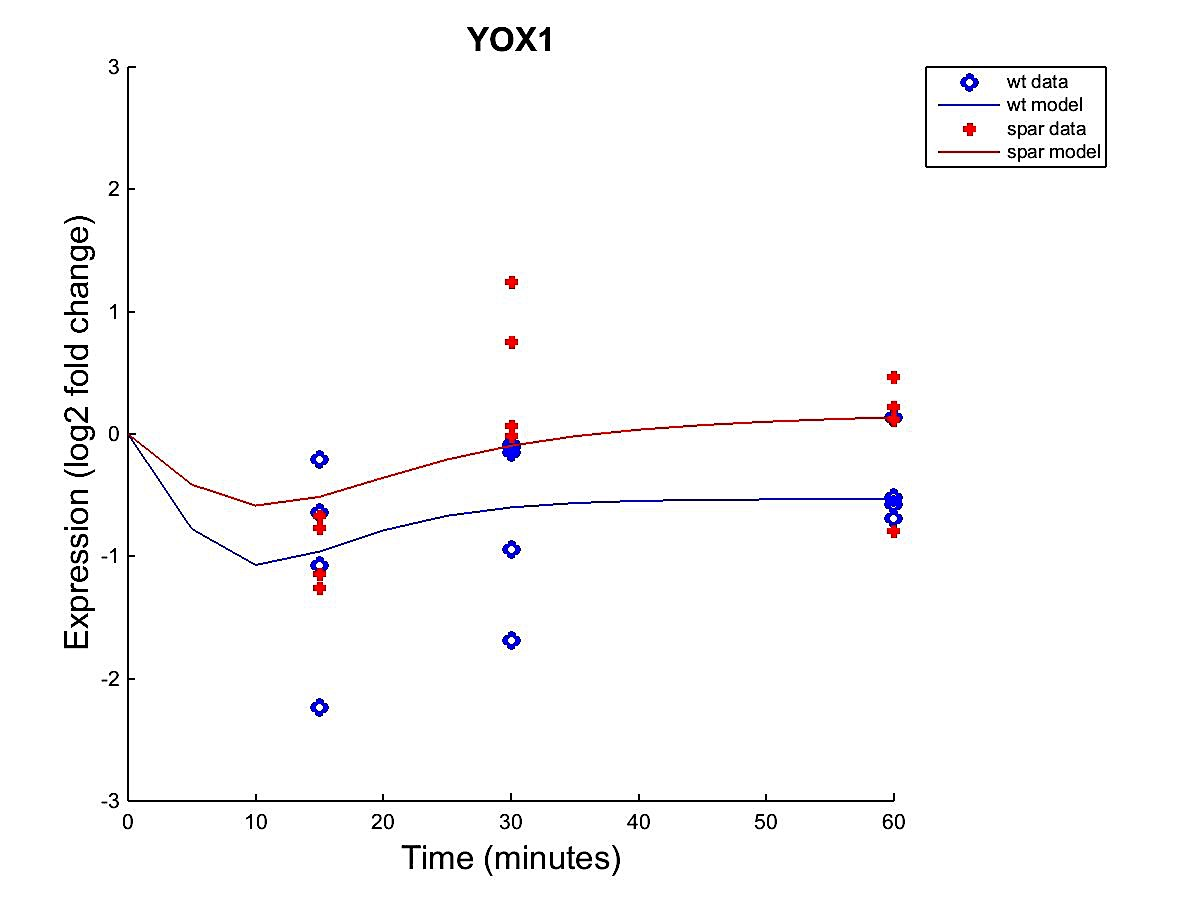 YOX1
wt data
wt model
spar data
spar model
3
2
1
0
-1
-2
-3
Expression (log2 fold change)
0 10 20 30 40 50 60
Time (minutes)